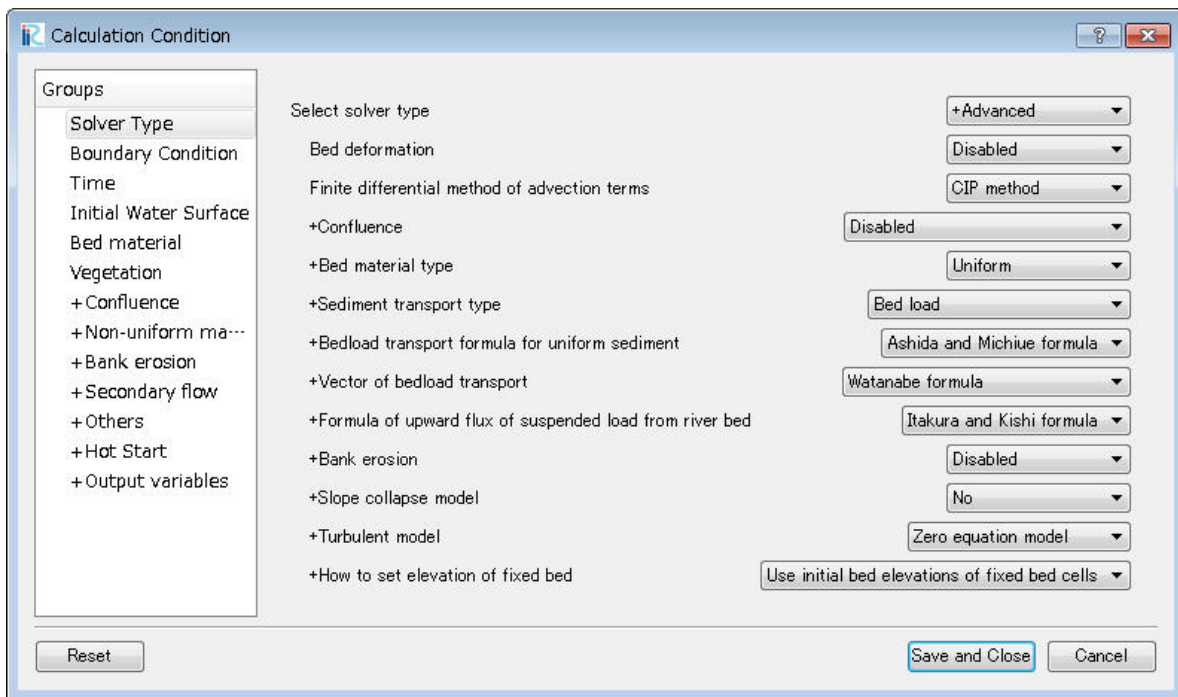 iRIC Calculation Condition
Groups
Solver Type
Boundary Condition
Time
Initial Water Surface
Bed material
Vegetation
+Confluence
+Non-uniform ma···
+Bank erosion
+Secondary flow
+Others
+Hot Start
+Output variables
Select solver type +Advanced
Bed deformation Disabled
Finite differential method of advection terms CIP method
+Confluence Disabled
+Bed material type Uniform
+Sediment transport type Bed load
+Bedload transport formula for uniform sediment Ashida and Michiue formula
+Vector of bedload transport Watanabe formula
+Formula of upward flux of suspended load from river bed Itakura and Kishi formula
+Bank erosion Disabled
+Slope collapse model No
+Turbulent model Zero equation model
+How to set elevation of fixed bed Use initial bed elevations of fixed bed cells
Reset Save and Close Cancel